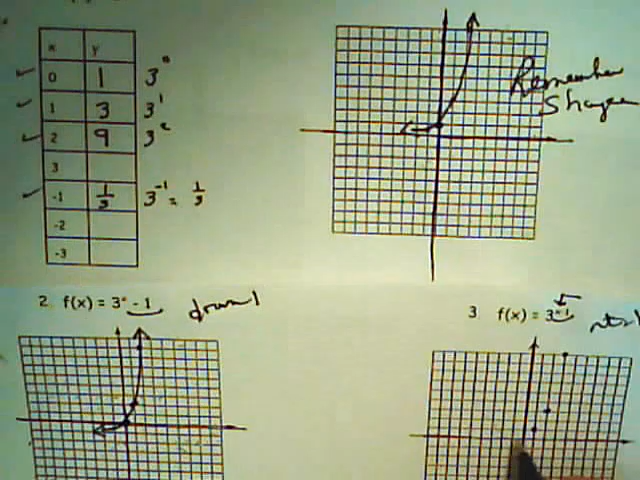 x y
0 1 3⁰
1 3 3¹
2 9 3²
3
-1 1/3 3⁻¹ = 1/3
-2
-3
Remember
Shape
2. f(x) = 3ˣ - 1 down 1
3 f(x) = 3ˣ⁻¹